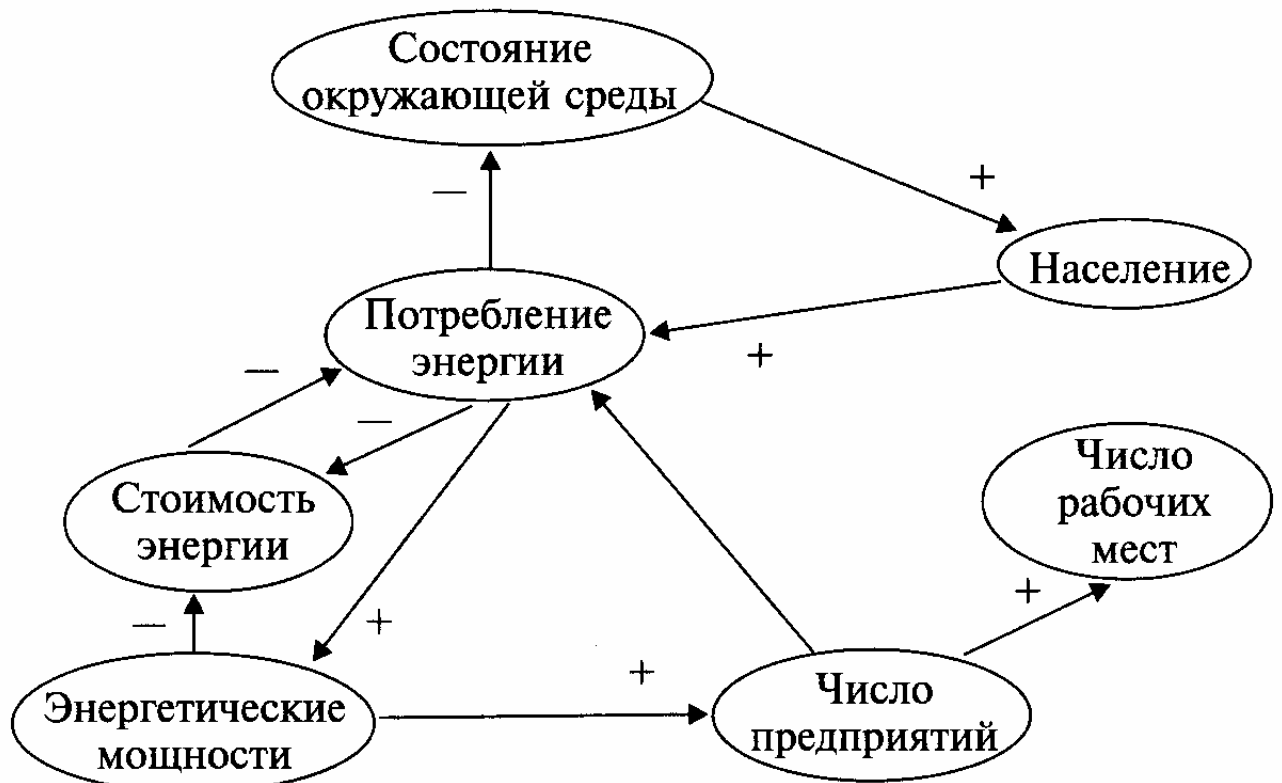 Состояние
окружающей среды
—
+
Население
Потребление
энергии
+
—
—
Стоимость
энергии
Число
рабочих
мест
+
—
+
+
Энергетические
мощности
Число
предприятий